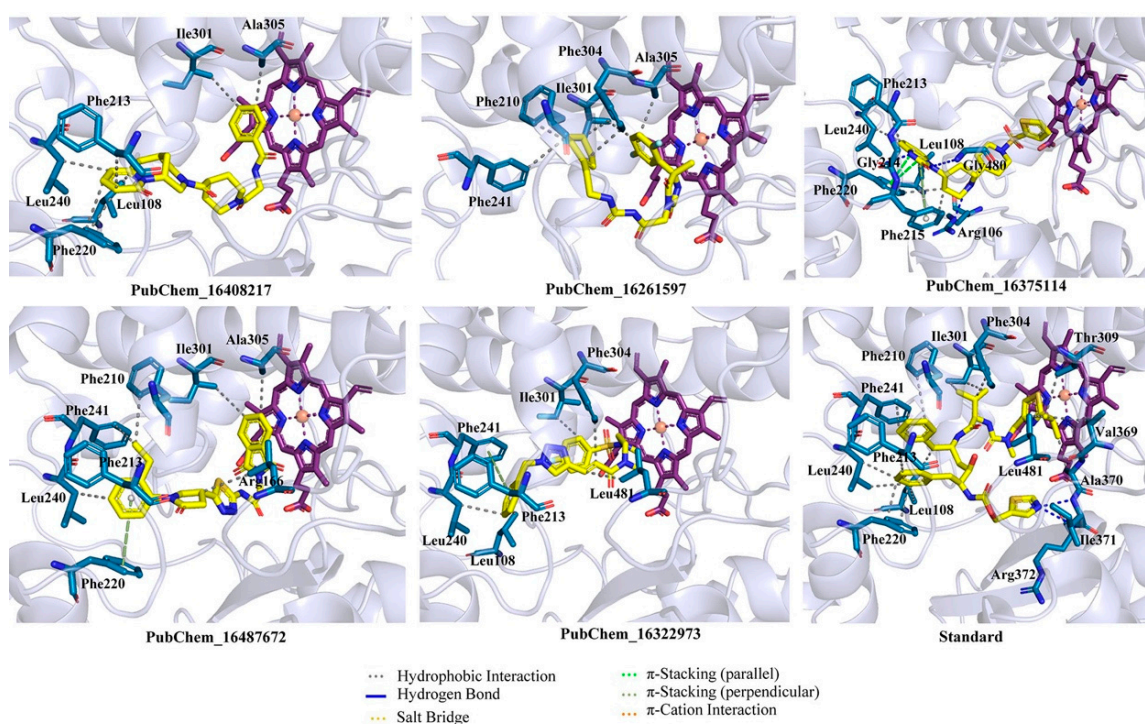 Ile301
Ala305
Phe213
Leu240
Leu108
Phe220
PubChem_16408217
Phe304
Ala305
Phe210
Ile301
Phe241
PubChem_16261597
Phe213
Leu240
Leu108
Gly214
Gly480
Phe220
Phe215
Arg106
PubChem_16375114
Ala305
Ile301
Phe210
Phe241
Phe213
Arg166
Leu240
Phe220
PubChem_16487672
Phe304
Ile301
Phe241
Leu481
Phe213
Leu240
Leu108
PubChem_16322973
Phe304
Ile301
Thr309
Phe210
Phe241
Val369
Phe213
Leu481
Leu240
Ala370
Leu108
Phe220
Ile371
Arg372
Standard
Hydrophobic Interaction
Hydrogen Bond
Salt Bridge
π-Stacking (parallel)
π-Stacking (perpendicular)
π-Cation Interaction